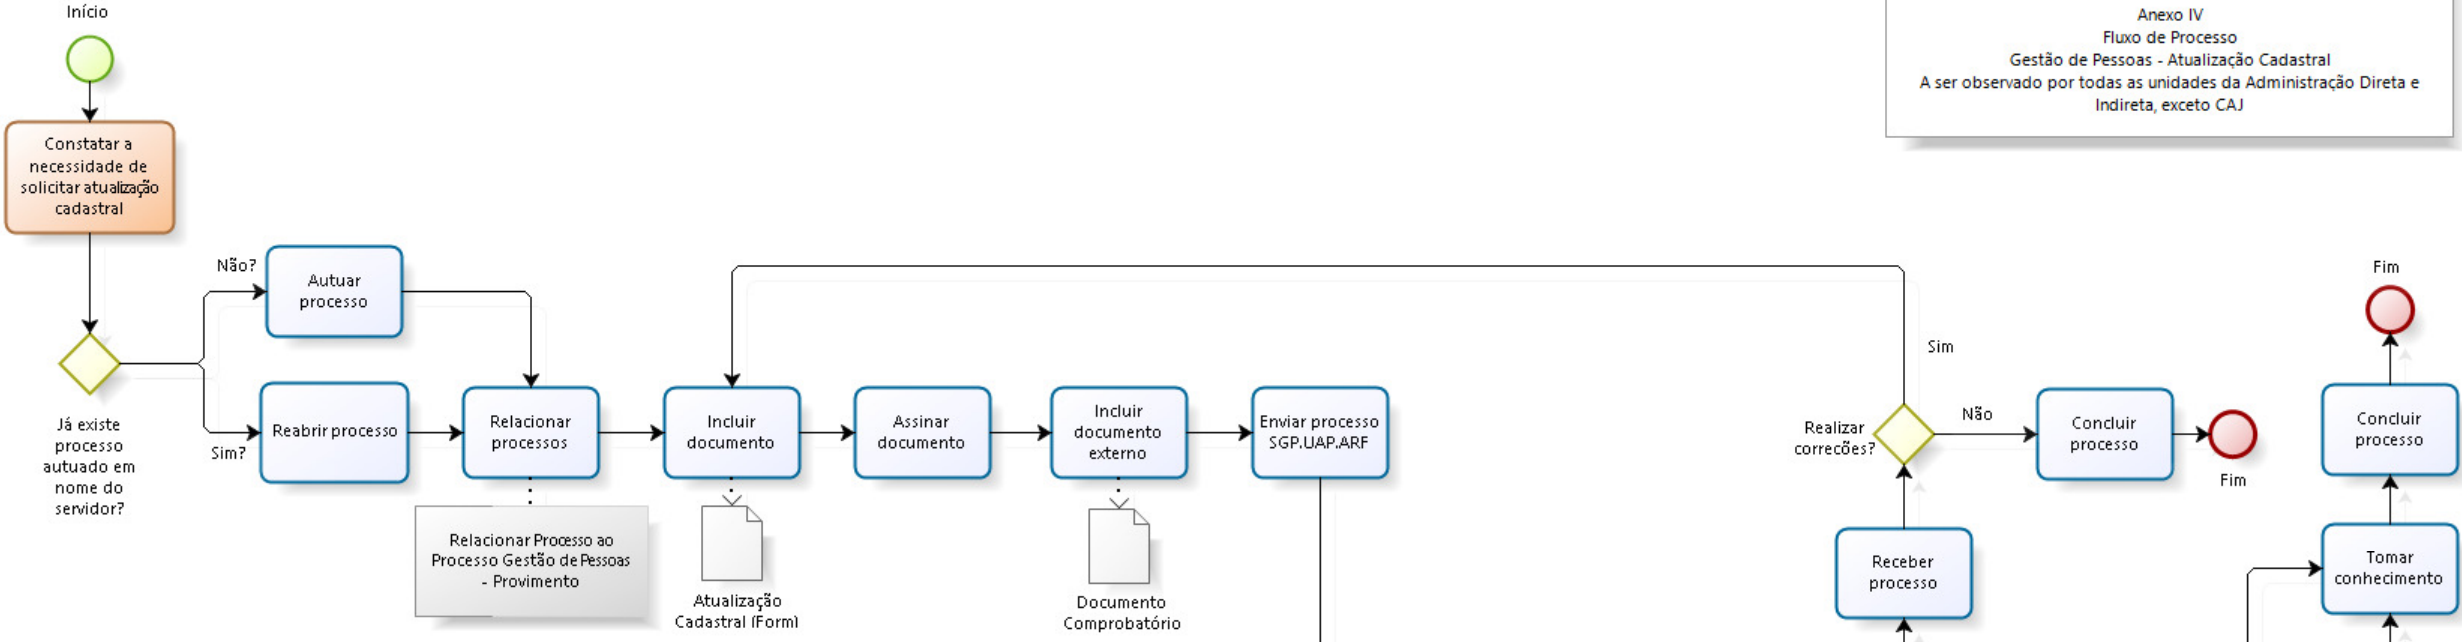 Início
Anexo IV
Fluxo de Processo
Gestão de Pessoas - Atualização Cadastral
A ser observado por todas as unidades da Administração Direta e
Indireta, exceto CAJ
Constatar a
necessidade de
solicitar atualização
cadastral
Não?
Autuar
processo
Já existe
processo
autuado em
nome do
servidor?
Sim?
Reabrir processo
Relacionar
processos
Relacionar Processo ao
Processo Gestão de Pessoas
- Provimento
Incluir
documento
Atualização
Cadastral (Form)
Assinar
documento
Incluir
documento
externo
Documento
Comprobatório
Enviar processo
SGP.UAP.ARF
Sim
Realizar
correcões?
Não
Concluir
processo
Fim
Receber
processo
Fim
Concluir
processo
Tomar
conhecimento